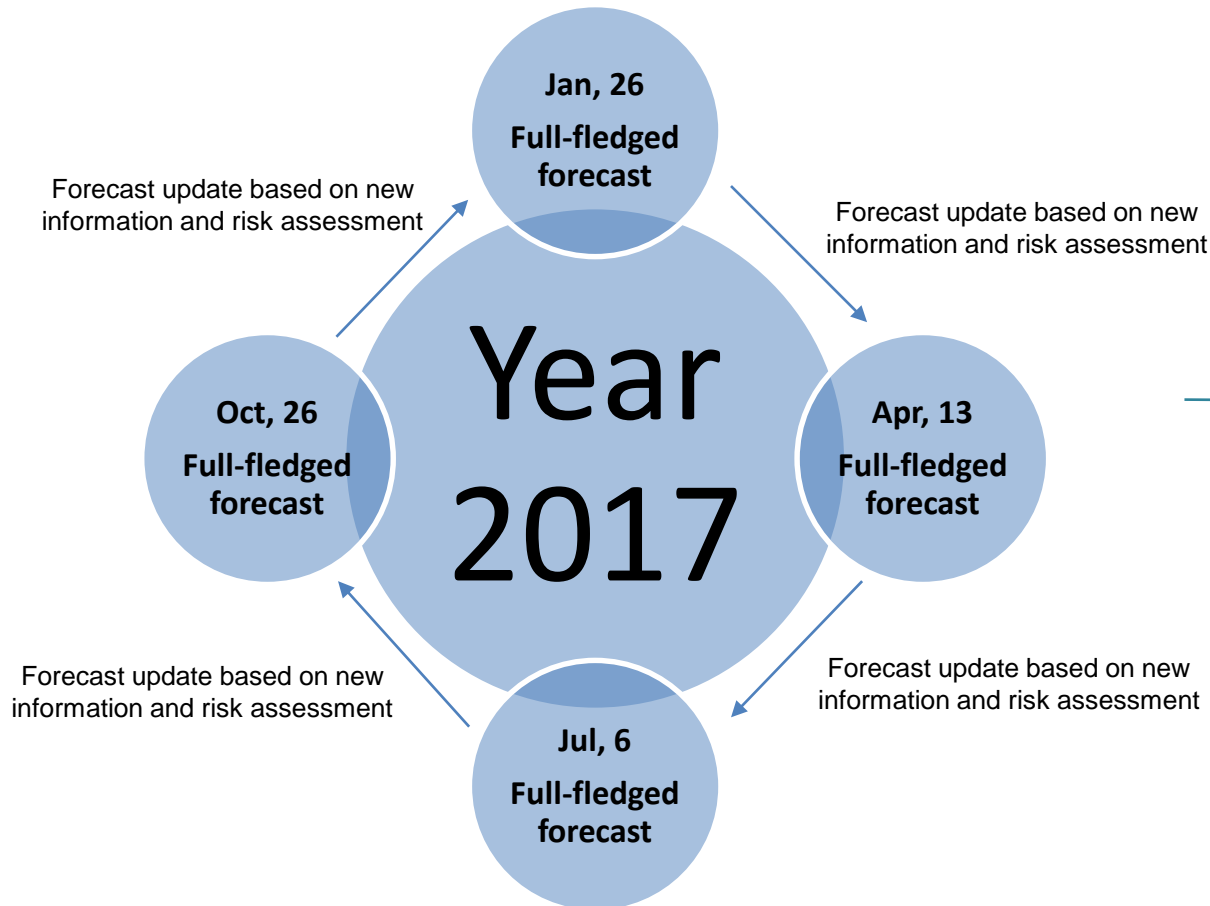 Jan, 26
Full-fledged
forecast
Forecast update based on new
information and risk assessment
Forecast update based on new
information and risk assessment
Year
2017
Oct, 26
Full-fledged
forecast
Apr, 13
Full-fledged
forecast
Forecast update based on new
information and risk assessment
Forecast update based on new
information and risk assessment
Jul, 6
Full-fledged
forecast